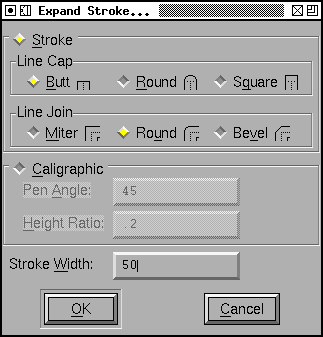 Expand Stroke...
Stroke
Line Cap
Butt Round Square
Line Join
Miter Round Bevel
Caligraphic
Pen Angle: 45
Height Ratio: .2
Stroke Width: 50
OK Cancel